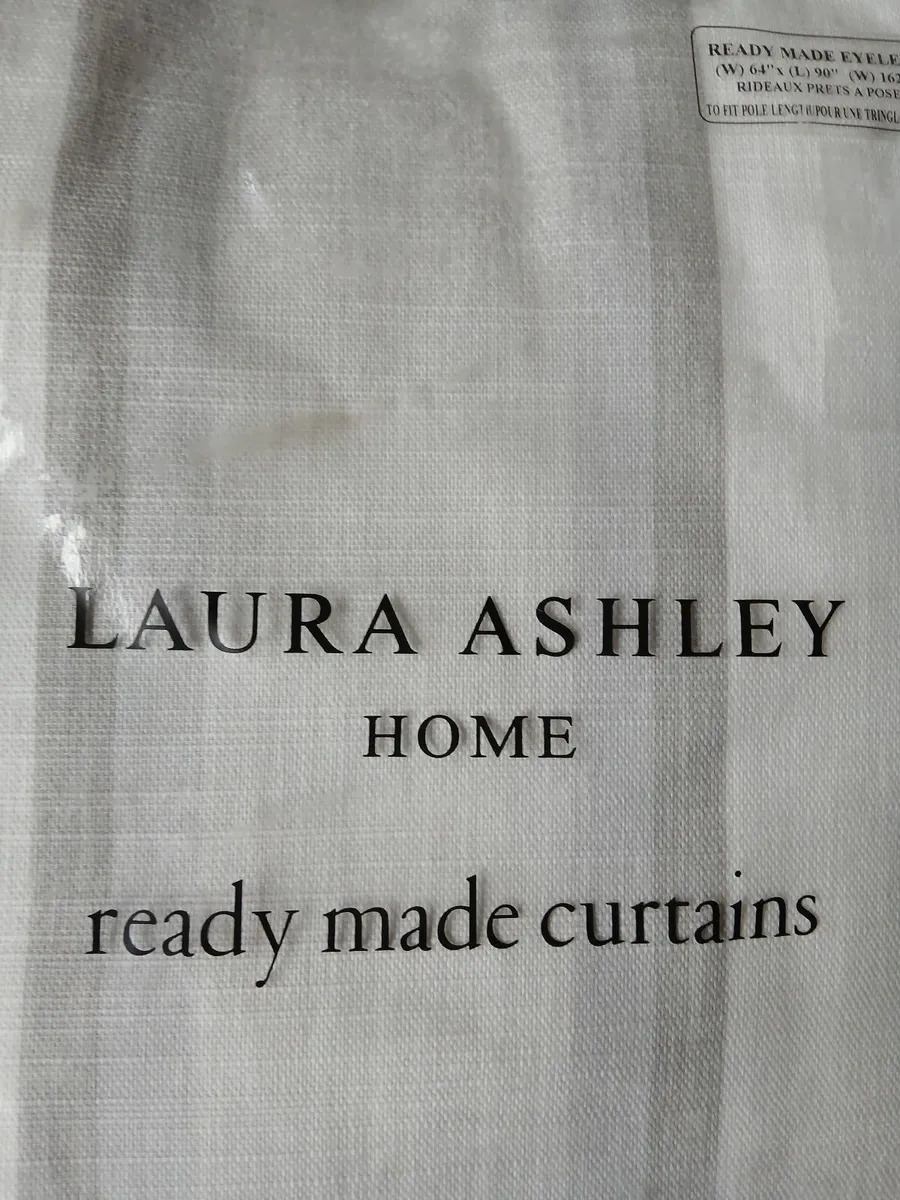 READY MADE EYELE
(W) 64" x (L) 90" (W) 162
RIDEAUX PRETS A POSE
TO FIT POLE LENGTH/POUR UNE TRINGL
LAURA ASHLEY
HOME
ready made curtains